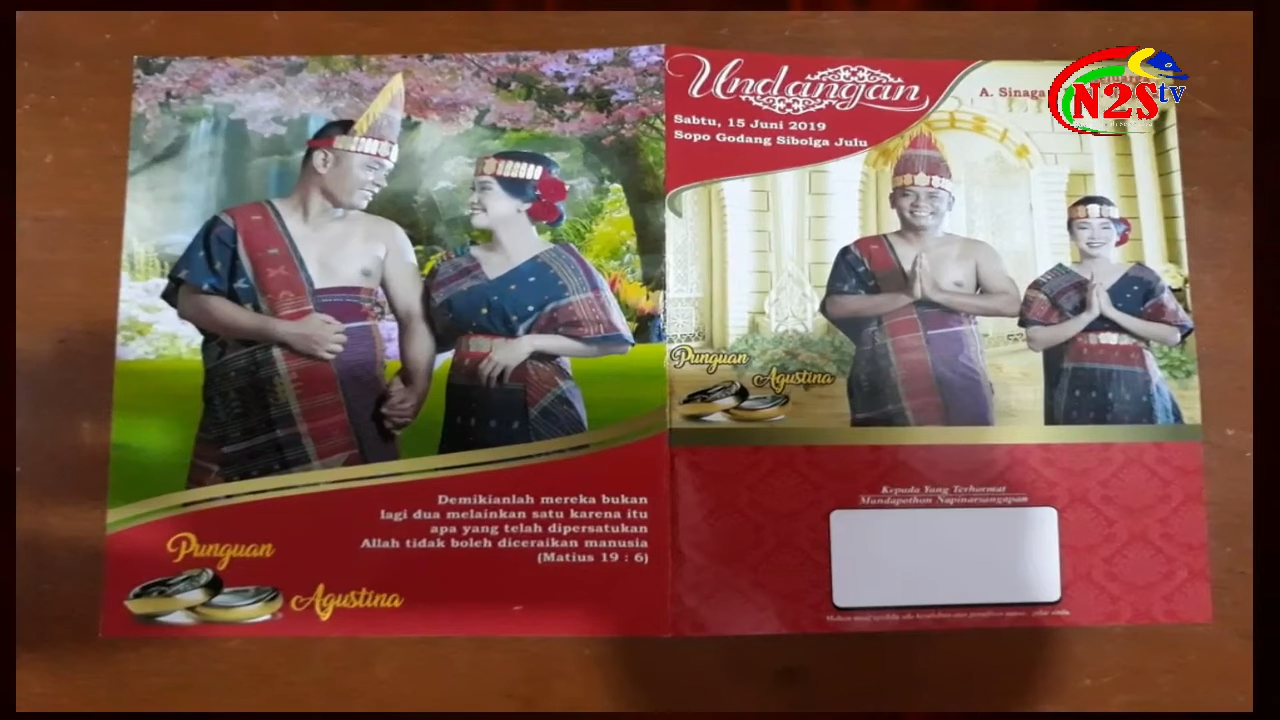 Demikianlah mereka bukan
lagi dua melainkan satu karena itu
apa yang telah dipersatukan
Allah tidak boleh diceraikan manusia
(Matius 19 : 6)
Punguan
Agustina
Undangan
Sabtu, 15 Juni 2019
Sopo Godang Sibolga Julu
A. Sinaga
N2S tv
Punguan
Agustina
Kepada Yang Terhormat
Mandapothon Napinarsangapan